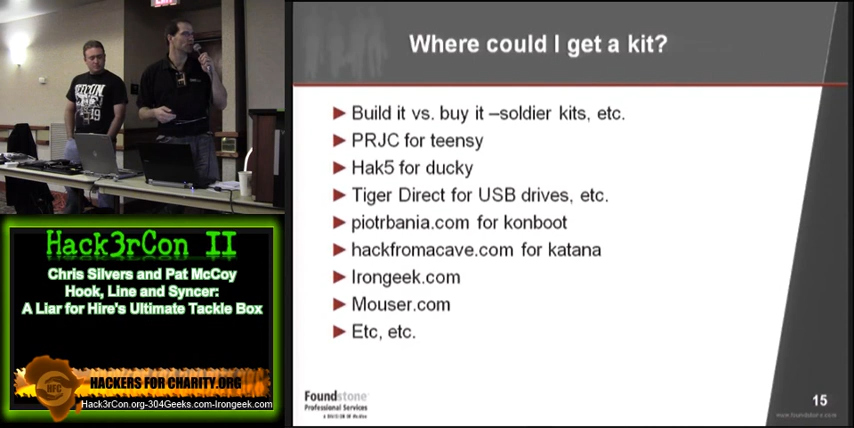 EXIT
Where could I get a kit?
Build it vs. buy it –soldier kits, etc.
PRJC for teensy
Hak5 for ducky
Tiger Direct for USB drives, etc.
piotrbania.com for konboot
hackfromacave.com for katana
Irongeek.com
Mouser.com
Etc, etc.
Foundstone
Professional Services
A DIVISION OF McAfee
15
www.foundstone.com
Hack3rCon II
Chris Silvers and Pat McCoy
Hook, Line and Syncer:
A Liar for Hire's Ultimate Tackle Box
HFC
HACKERS FOR CHARITY.ORG
Hack3rCon.org-304Geeks.com-Irongeek.com